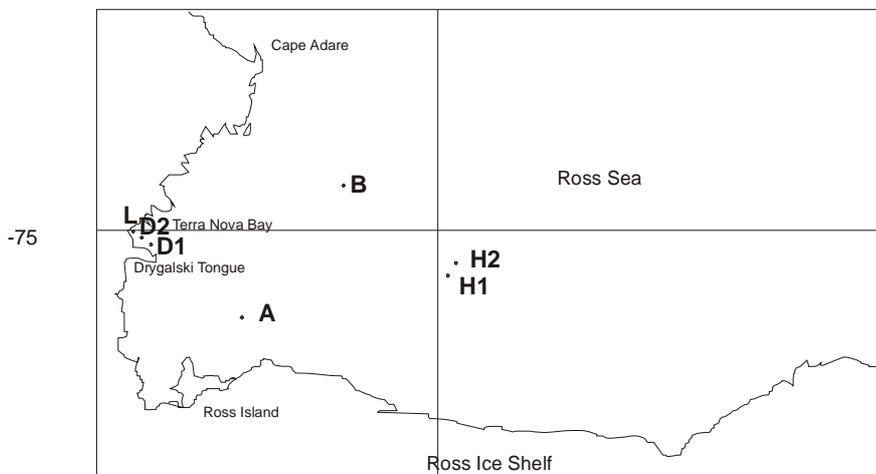 Cape Adare
B
Ross Sea
L
D2 Terra Nova Bay
-75
D1
H2
Drygalski Tongue
H1
A
Ross Island
Ross Ice Shelf